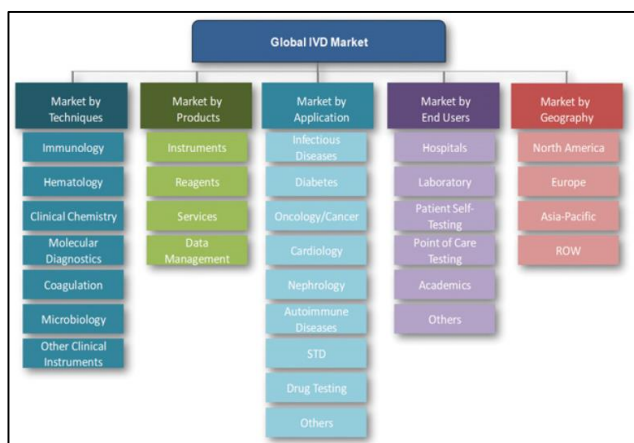 Global IVD Market
Market by
Techniques
Immunology
Hematology
Clinical Chemistry
Molecular
Diagnostics
Coagulation
Microbiology
Other Clinical
Instruments
Market by
Products
Instruments
Reagents
Services
Data
Management
Market by
Application
Infectious
Diseases
Diabetes
Oncology/Cancer
Cardiology
Nephrology
Autoimmune
Diseases
STD
Drug Testing
Others
Market by
End Users
Hospitals
Laboratory
Patient Self-
Testing
Point of Care
Testing
Academics
Others
Market by
Geography
North America
Europe
Asia-Pacific
ROW